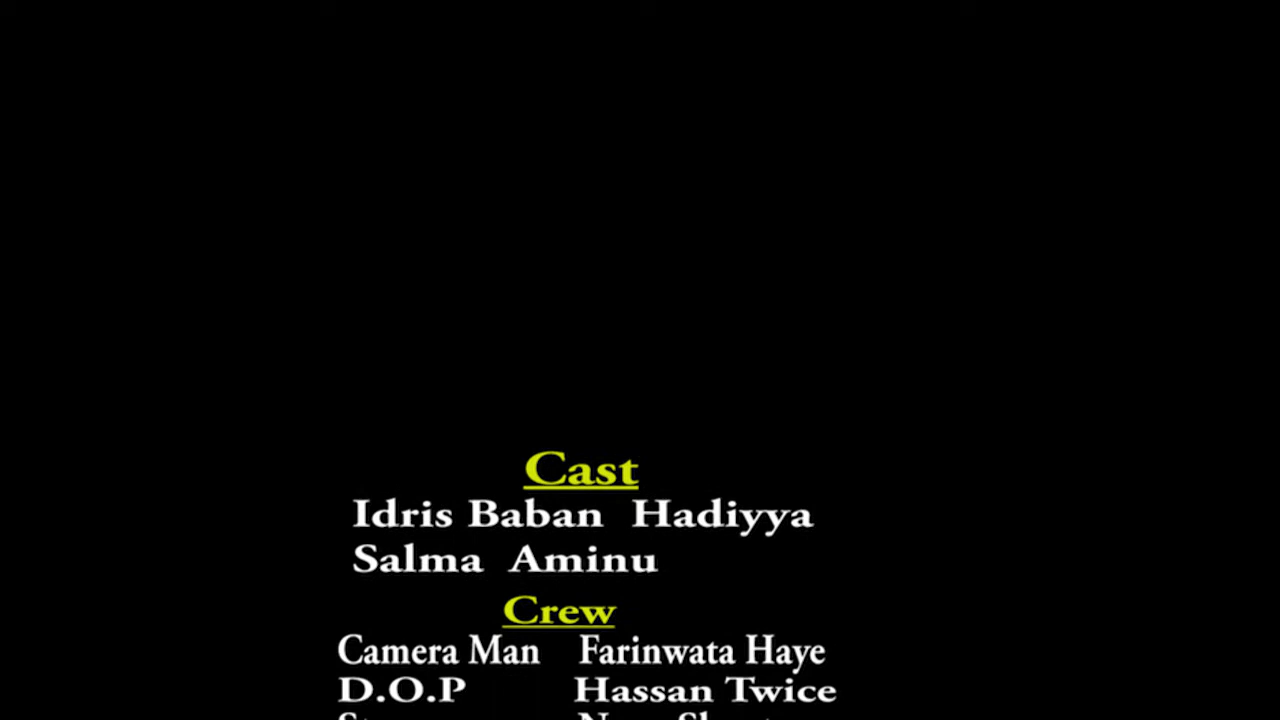 Cast
Idris Baban Hadiyya
Salma Aminu
Crew
Camera Man Farinwata Haye
D.O.P Hassan Twice